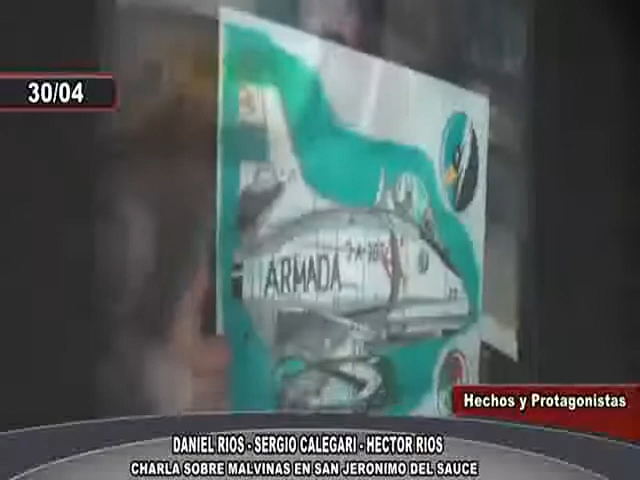 30/04
ARMADA
Hechos y Protagonistas
DANIEL RIOS - SERGIO CALEGARI - HECTOR RIOS
CHARLA SOBRE MALVINAS EN SAN JERONIMO DEL SAUCE